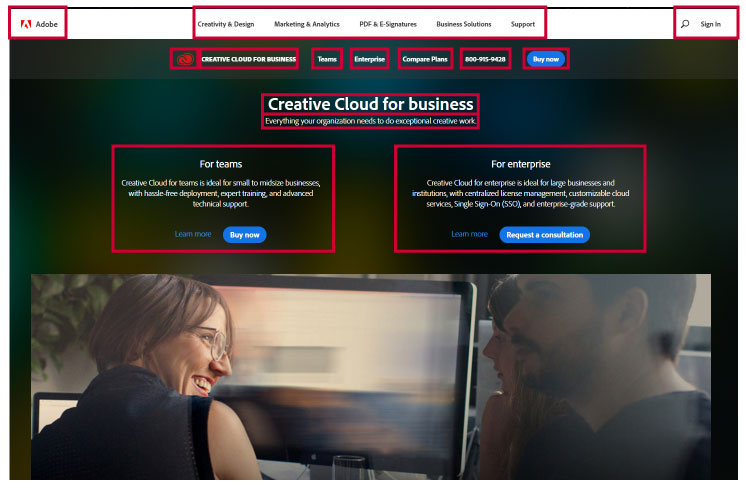 Adobe
Creativity & Design
Marketing & Analytics
PDF & E-Signatures
Business Solutions
Support
Sign In
CREATIVE CLOUD FOR BUSINESS
Teams
Enterprise
Compare Plans
800-915-9428
Buy now
Creative Cloud for business
Everything your organization needs to do exceptional creative work.
For teams
Creative Cloud for teams is ideal for small to midsize businesses,
with hassle-free deployment, expert training, and advanced
technical support.
Learn more
Buy now
For enterprise
Creative Cloud for enterprise is ideal for large businesses and
institutions, with centralized license management, customizable cloud
services, Single Sign-On (SSO), and enterprise-grade support.
Learn more
Request a consultation